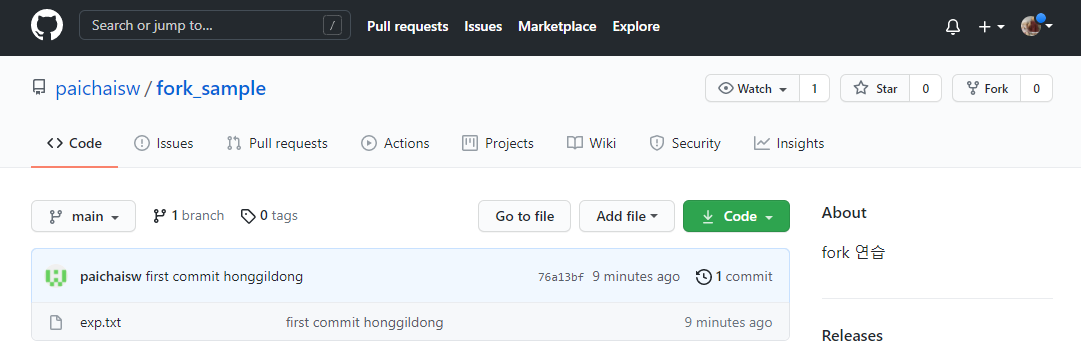 Search or jump to... / Pull requests Issues Marketplace Explore
paichaisw / fork_sample Watch 1 Star 0 Fork 0
Code Issues Pull requests Actions Projects Wiki Security Insights
main 1 branch 0 tags Go to file Add file Code About
fork 연습
paichaisw first commit honggildong 76a13bf 9 minutes ago 1 commit
exp.txt first commit honggildong 9 minutes ago
Releases